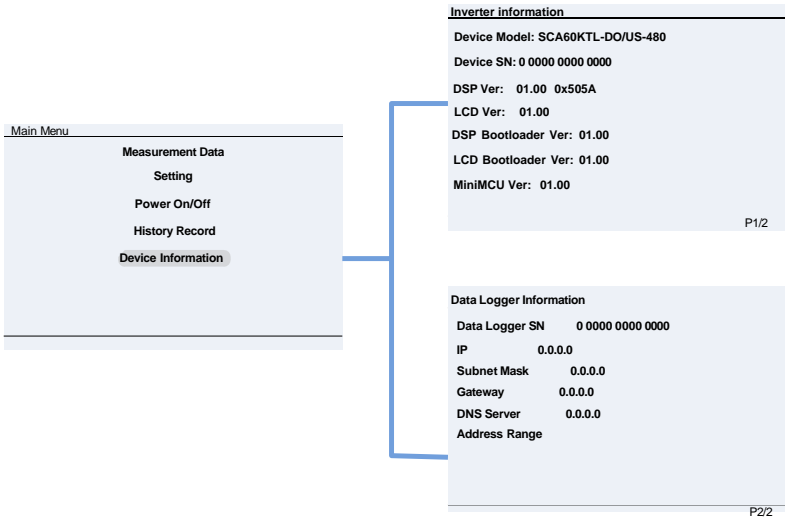 Main Menu
Measurement Data
Setting
Power On/Off
History Record
Device Information
Inverter information
Device Model: SCA60KTL-DO/US-480
Device SN: 0 0000 0000 0000
DSP Ver: 01.00 0x505A
LCD Ver: 01.00
DSP Bootloader Ver: 01.00
LCD Bootloader Ver: 01.00
MiniMCU Ver: 01.00
P1/2
Data Logger Information
Data Logger SN 0 0000 0000 0000
IP 0.0.0.0
Subnet Mask 0.0.0.0
Gateway 0.0.0.0
DNS Server 0.0.0.0
Address Range
P2/2